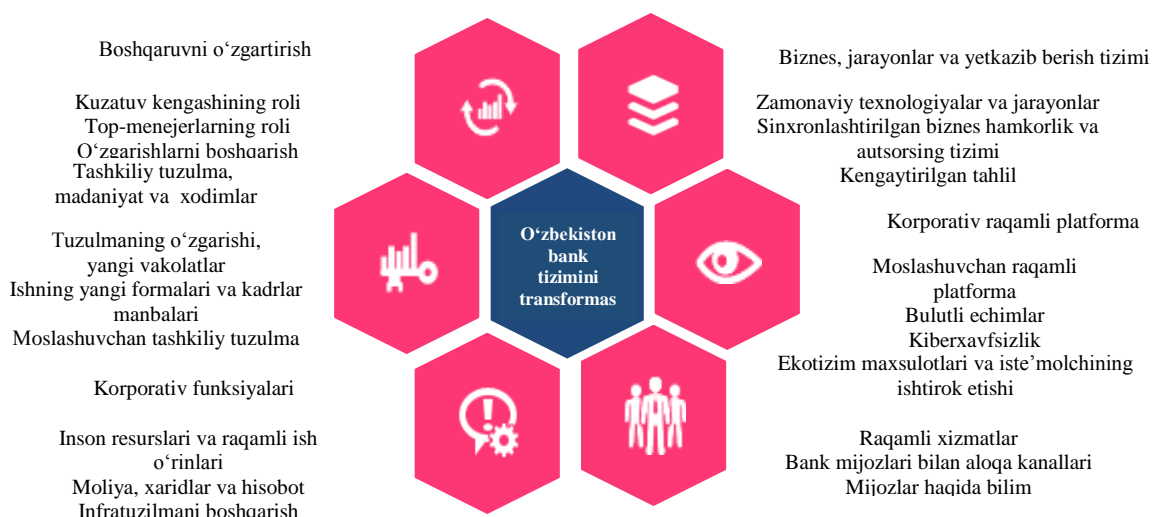 Boshqaruvni o‘zgartirish
Kuzatuv kengashining roli
Top-menejerlarning roli
O‘zgarishlarni boshqarish
Tashkiliy tuzulma,
madaniyat va xodimlar
Tuzulmaning o‘zgarishi,
yangi vakolatlar
Ishning yangi formalari va kadrlar
manbalari
Moslashuvchan tashkiliy tuzulma
Korporativ funksiyalari
Inson resurslari va raqamli ish
o‘rinlari
Moliya, xaridlar va hisobot
Infratuzilmani boshqarish
O‘zbekiston
bank
tizimini
transformas
Biznes, jarayonlar va yetkazib berish tizimi
Zamonaviy texnologiyalar va jarayonlar
Sinxronlashtirilgan biznes hamkorlik va
autsorsing tizimi
Kengaytirilgan tahlil
Korporativ raqamli platforma
Moslashuvchan raqamli
platforma
Bulutli echimlar
Kiberxavfsizlik
Ekotizim maxsulotlari va iste’molchining
ishtirok etishi
Raqamli xizmatlar
Bank mijozlari bilan aloqa kanallari
Mijozlar haqida bilim